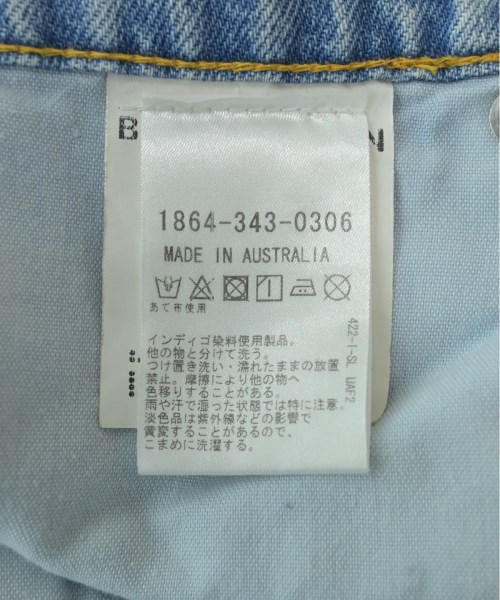 B N
1864-343-0306
MADE IN AUSTRALIA
あて布使用
インディゴ染料使用製品。
他の物と分けて洗う。
つけ置き洗い・濡れたままの放置
禁止。摩擦により他の物へ
色移りすることがある。
雨や汗で湿った状態では特に注意。
淡色品は紫外線などの影響で
黄変することがあるので、
こまめに洗濯する。
422-I-SL UAF2